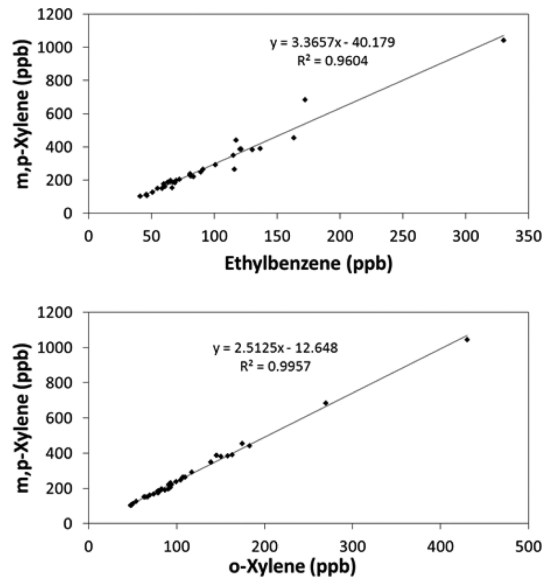 1200
1000
800
600
400
200
0
m,p-Xylene (ppb)
y = 3.3657x - 40.179
R² = 0.9604
0 50 100 150 200 250 300 350
Ethylbenzene (ppb)
1200
1000
800
600
400
200
0
m,p-Xylene (ppb)
y = 2.5125x - 12.648
R² = 0.9957
0 100 200 300 400 500
o-Xylene (ppb)